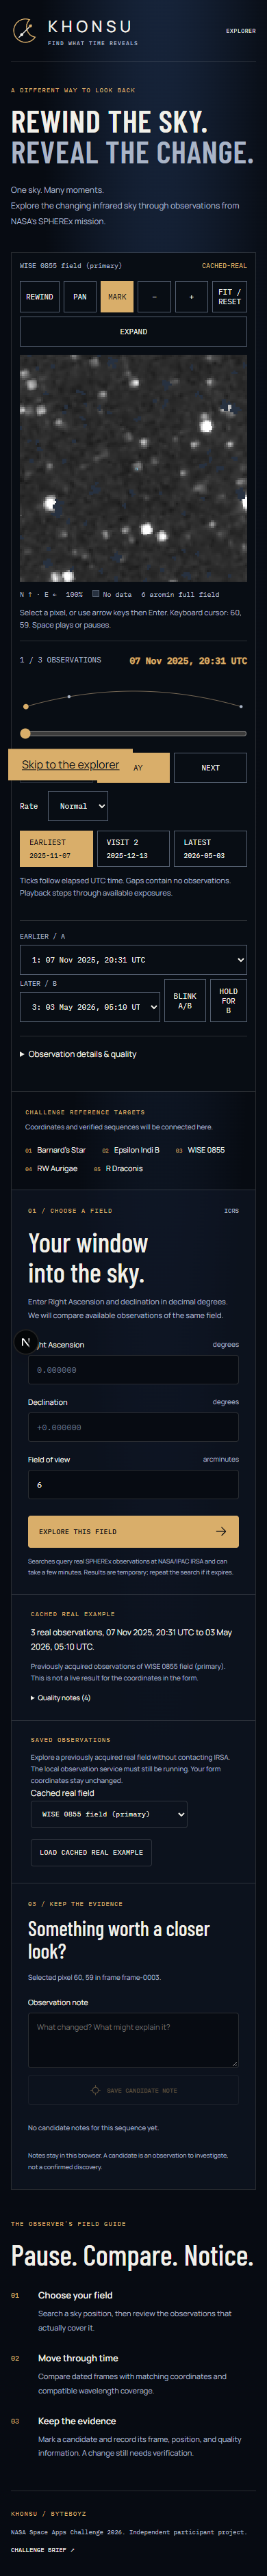 KHONSU
FIND WHAT TIME REVEALS
EXPLORER
A DIFFERENT WAY TO LOOK BACK
REWIND THE SKY.
REVEAL THE CHANGE.
One sky. Many moments.
Explore the changing infrared sky through observations from
NASA's SPHEREx mission.
WISE 0855 field (primary)
CACHED-REAL
REWIND
PAN
MARK
−
+
FIT /
RESET
EXPAND
N ↑ · E ← 100% No data 6 arcmin full field
Select a pixel, or use arrow keys then Enter. Keyboard cursor: 60,
59. Space plays or pauses.
1 / 3 OBSERVATIONS
07 Nov 2025, 20:31 UTC
Skip to the explorer
AY
NEXT
Rate
Normal
EARLIEST
2025-11-07
VISIT 2
2025-12-13
LATEST
2026-05-03
Ticks follow elapsed UTC time. Gaps contain no observations.
Playback steps through available exposures.
EARLIER / A
1: 07 Nov 2025, 20:31 UTC
LATER / B
3: 03 May 2026, 05:10 UT
BLINK
A/B
HOLD
FOR
B
Observation details & quality
CHALLENGE REFERENCE TARGETS
Coordinates and verified sequences will be connected here.
01 Barnard's Star
02 Epsilon Indi B
03 WISE 0855
04 RW Aurigae
05 R Draconis
01 / CHOOSE A FIELD
ICRS
Your window
into the sky.
Enter Right Ascension and declination in decimal degrees.
We will compare available observations of the same field.
N
ht Ascension
degrees
0.000000
Declination
degrees
+0.000000
Field of view
arcminutes
6
EXPLORE THIS FIELD →
Searches query real SPHEREx observations at NASA/IPAC IRSA and can
take a few minutes. Results are temporary; repeat the search if it expires.
CACHED REAL EXAMPLE
3 real observations, 07 Nov 2025, 20:31 UTC to 03 May
2026, 05:10 UTC.
Previously acquired observations of WISE 0855 field (primary).
This is not a live result for the coordinates in the form.
Quality notes (4)
SAVED OBSERVATIONS
Explore a previously acquired real field without contacting IRSA.
The local observation service must still be running. Your form
coordinates stay unchanged.
Cached real field
WISE 0855 field (primary)
LOAD CACHED REAL EXAMPLE
03 / KEEP THE EVIDENCE
Something worth a closer
look?
Selected pixel 60, 59 in frame frame-0003.
Observation note
What changed? What might explain it?
SAVE CANDIDATE NOTE
No candidate notes for this sequence yet.
Notes stay in this browser. A candidate is an observation to investigate,
not a confirmed discovery.
THE OBSERVER'S FIELD GUIDE
Pause. Compare. Notice.
01 Choose your field
Search a sky position, then review the observations that
actually cover it.
02 Move through time
Compare dated frames with matching coordinates and
compatible wavelength coverage.
03 Keep the evidence
Mark a candidate and record its frame, position, and quality
information. A change still needs verification.
KHONSU / BYTEBOYZ
NASA Space Apps Challenge 2026. Independent participant project.
CHALLENGE BRIEF ↗